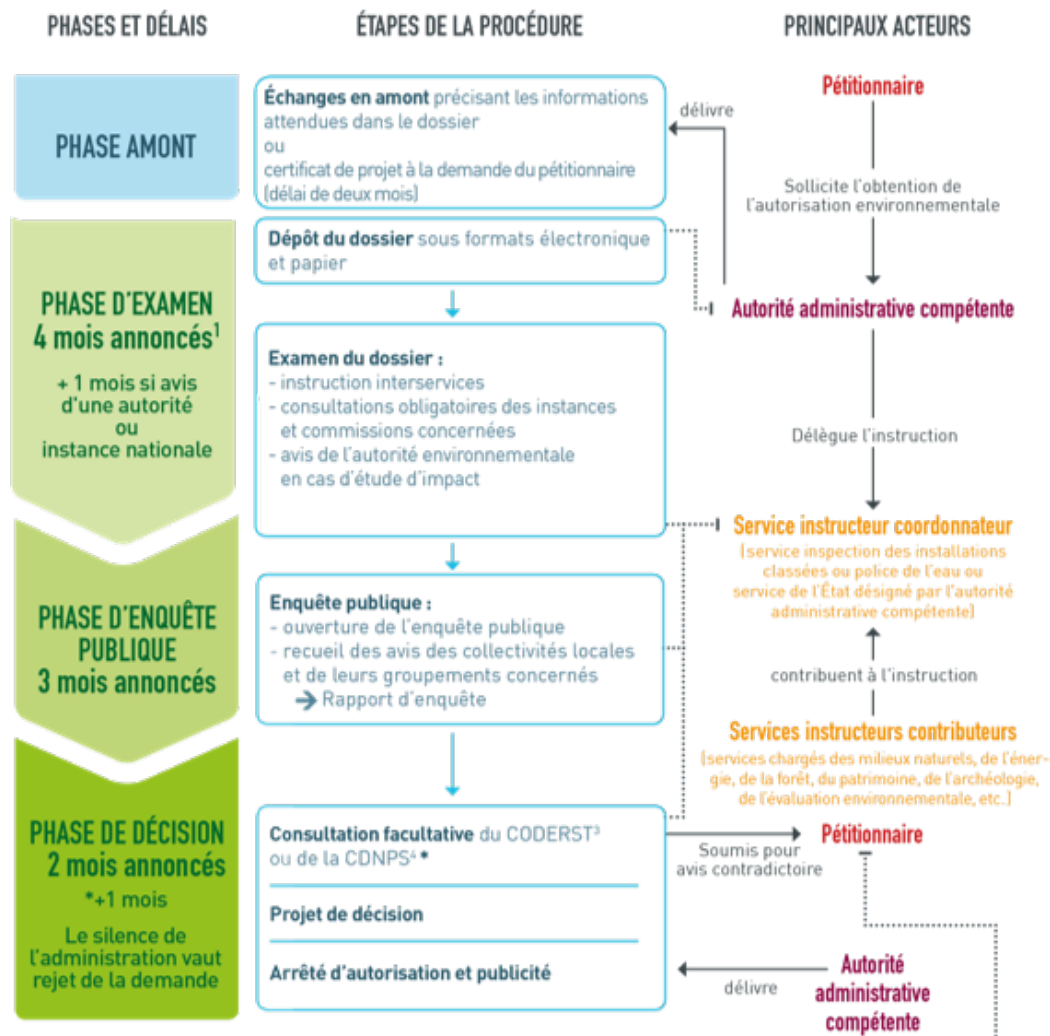 PHASES ET DÉLAIS
ÉTAPES DE LA PROCÉDURE
PRINCIPAUX ACTEURS
PHASE AMONT
Échanges en amont précisant les informations
attendues dans le dossier
ou
certificat de projet à la demande du pétitionnaire
(délai de deux mois)
délivre
Pétitionnaire
Sollicite l'obtention de
l'autorisation environnementale
PHASE D'EXAMEN
4 mois annoncés¹
+ 1 mois si avis
d'une autorité
ou
instance nationale
Dépôt du dossier sous formats électronique
et papier
Autorité administrative compétente
Examen du dossier :
- instruction interservices
- consultations obligatoires des instances
et commissions concernées
- avis de l'autorité environnementale
en cas d'étude d'impact
Délègue l'instruction
Service instructeur coordonnateur
(service inspection des installations
classées ou police de l'eau ou
service de l'État désigné par l'autorité
administrative compétente)
PHASE D'ENQUÊTE
PUBLIQUE
3 mois annoncés
Enquête publique :
- ouverture de l'enquête publique
- recueil des avis des collectivités locales
et de leurs groupements concernés
➔ Rapport d'enquête
contribuent à l'instruction
Services instructeurs contributeurs
(services chargés des milieux naturels, de l'éner-
gie, de la forêt, du patrimoine, de l'archéologie,
de l'évaluation environnementale, etc.)
PHASE DE DÉCISION
2 mois annoncés
*+1 mois
Le silence de
l'administration vaut
rejet de la demande
Consultation facultative du CODERST³
ou de la CDNPS⁴ *
Projet de décision
Arrêté d'autorisation et publicité
Soumis pour
avis contradictoire
Pétitionnaire
délivre
Autorité
administrative
compétente